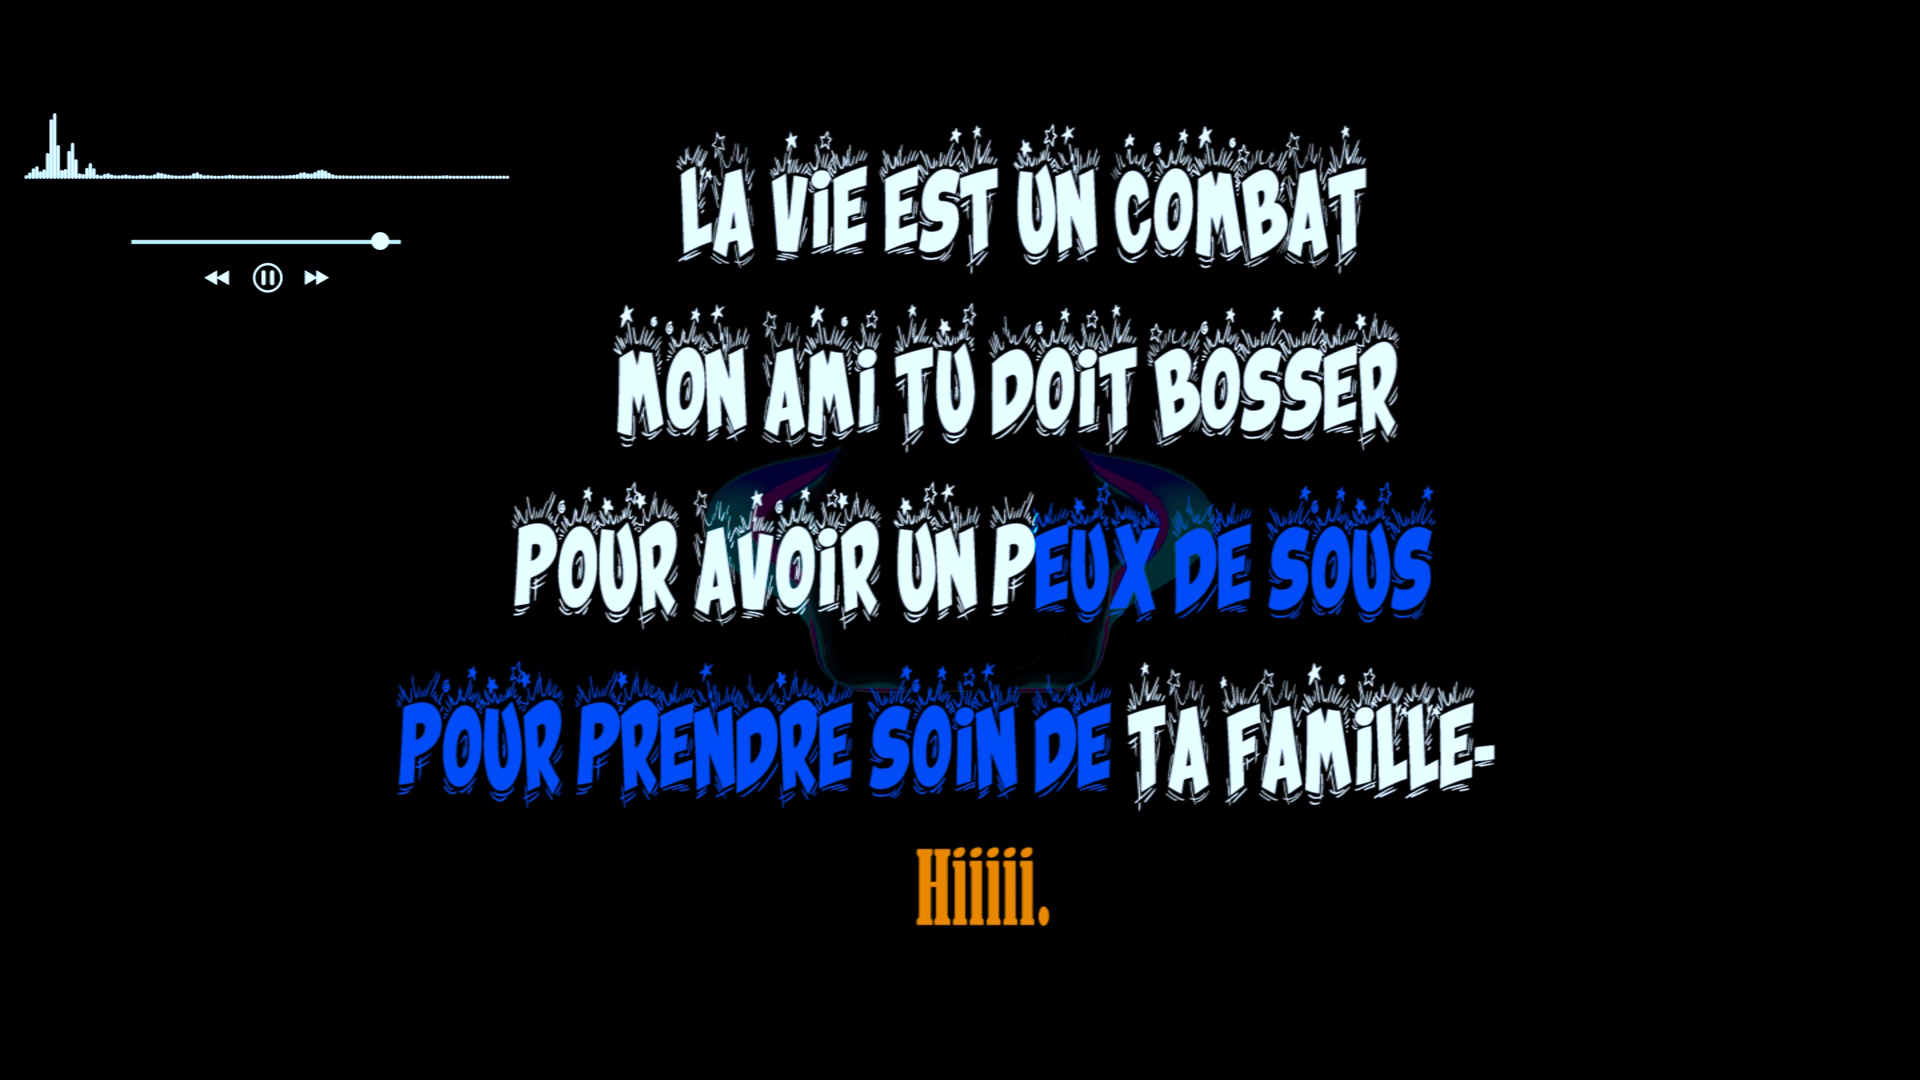 LA ViE EST UN COMBAT
MON AMi TU DOiT BOSSER
POUR AVOiR UN PEUX DE SOUS
POUR PRENDRE SOiN DE TA FAMiLLE-
Hiiiii.